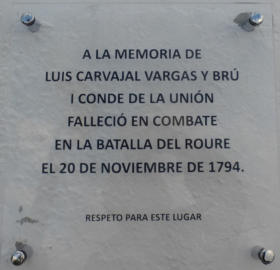 A LA MEMORIA DE
LUIS CARVAJAL VARGAS Y BRÚ
I CONDE DE LA UNIÓN
FALLECIÓ EN COMBATE
EN LA BATALLA DEL ROURE
EL 20 DE NOVIEMBRE DE 1794.
RESPETO PARA ESTE LUGAR